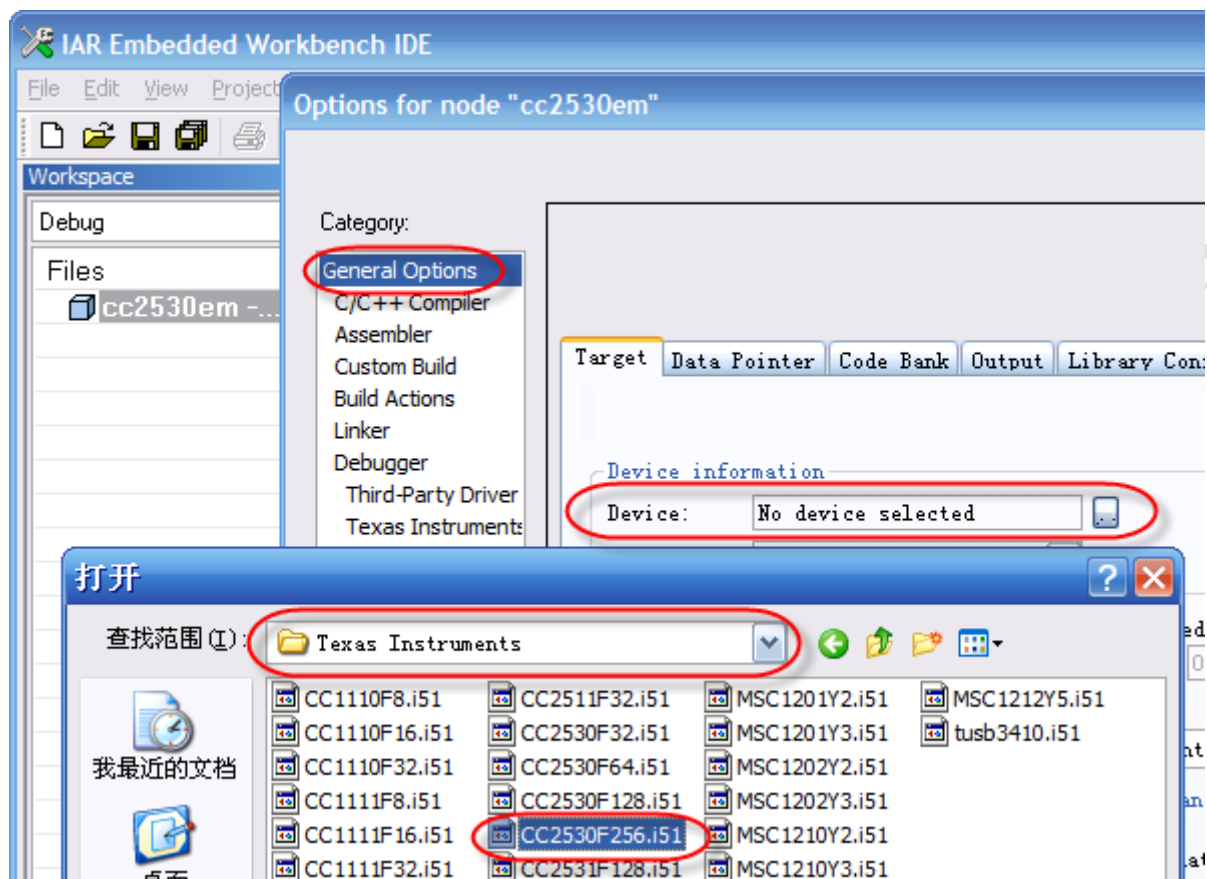 IAR Embedded Workbench IDE
File Edit View Project
Options for node "cc2530em"
Workspace
Debug
Files
cc2530em -...
Category:
General Options
C/C++ Compiler
Assembler
Custom Build
Build Actions
Linker
Debugger
Third-Party Driver
Texas Instruments
Target Data Pointer Code Bank Output Library
Device information
Device: No device selected ...
打开
查找范围(I): Texas Instruments
我最近的文档
桌面
CC1110F8.i51 CC2511F32.i51 MSC1201Y2.i51 MSC1212Y5.i51
CC1110F16.i51 CC2530F32.i51 MSC1201Y3.i51 tusb3410.i51
CC1110F32.i51 CC2530F64.i51 MSC1202Y2.i51
CC1111F8.i51 CC2530F128.i51 MSC1202Y3.i51
CC1111F16.i51 CC2530F256.i51 MSC1210Y2.i51
CC1111F32.i51 CC2531F128.i51 MSC1210Y3.i51